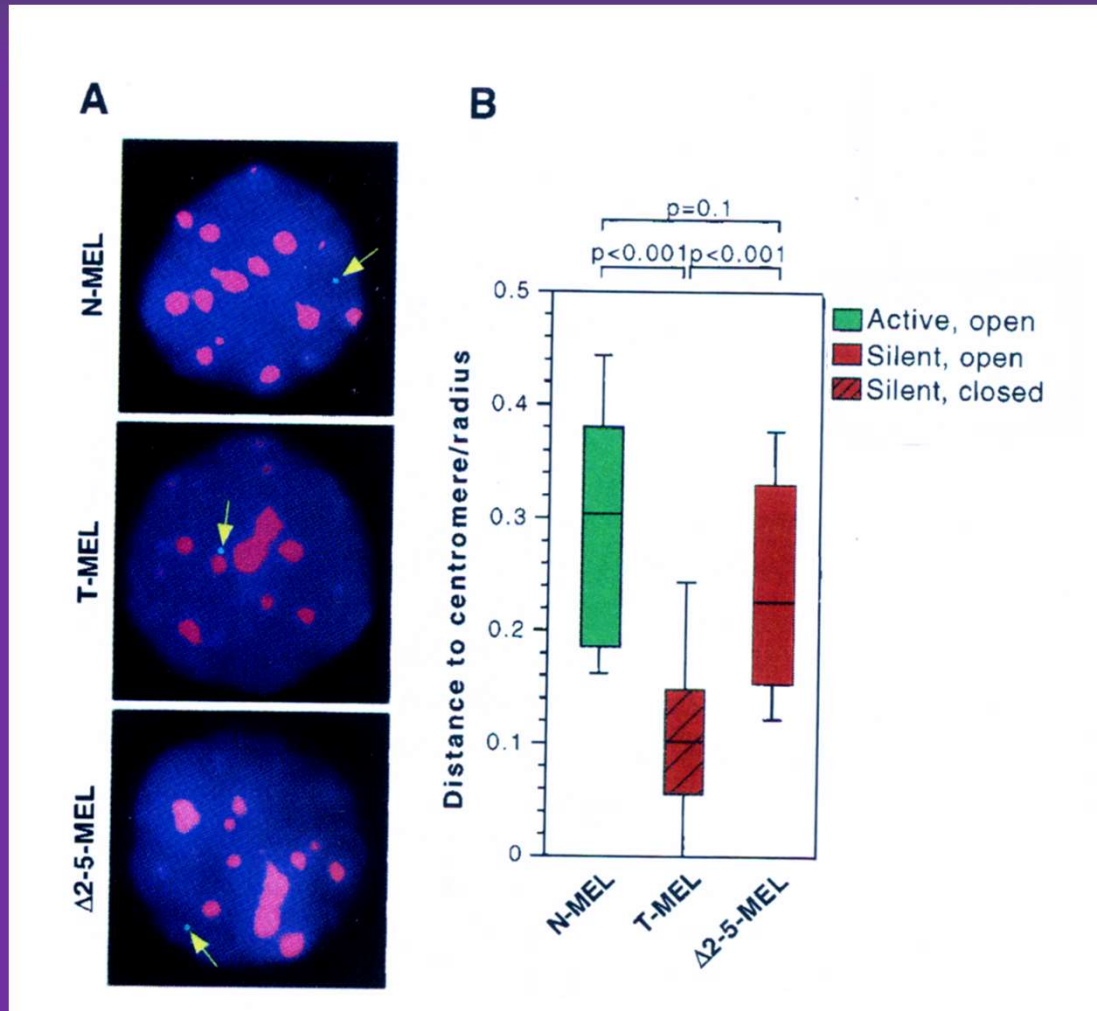 A
B
N-MEL
T-MEL
Δ2-5-MEL
p=0.1
p<0.001 p<0.001
Distance to centromere/radius
0.5
0.4
0.3
0.2
0.1
0
N-MEL
T-MEL
Δ2-5-MEL
Active, open
Silent, open
Silent, closed